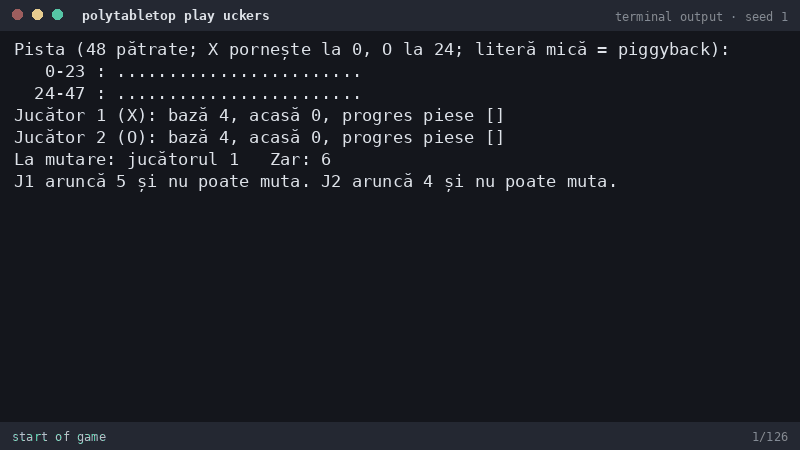 polytabletop play uckers
terminal output · seed 1
Pista (48 pătrate; X pornește la 0, O la 24; literă mică = piggyback):
0-23 : ........................
24-47 : ........................
Jucător 1 (X): bază 4, acasă 0, progres piese []
Jucător 2 (O): bază 4, acasă 0, progres piese []
La mutare: jucătorul 1   Zar: 6
J1 aruncă 5 și nu poate muta. J2 aruncă 4 și nu poate muta.
start of game
1/126